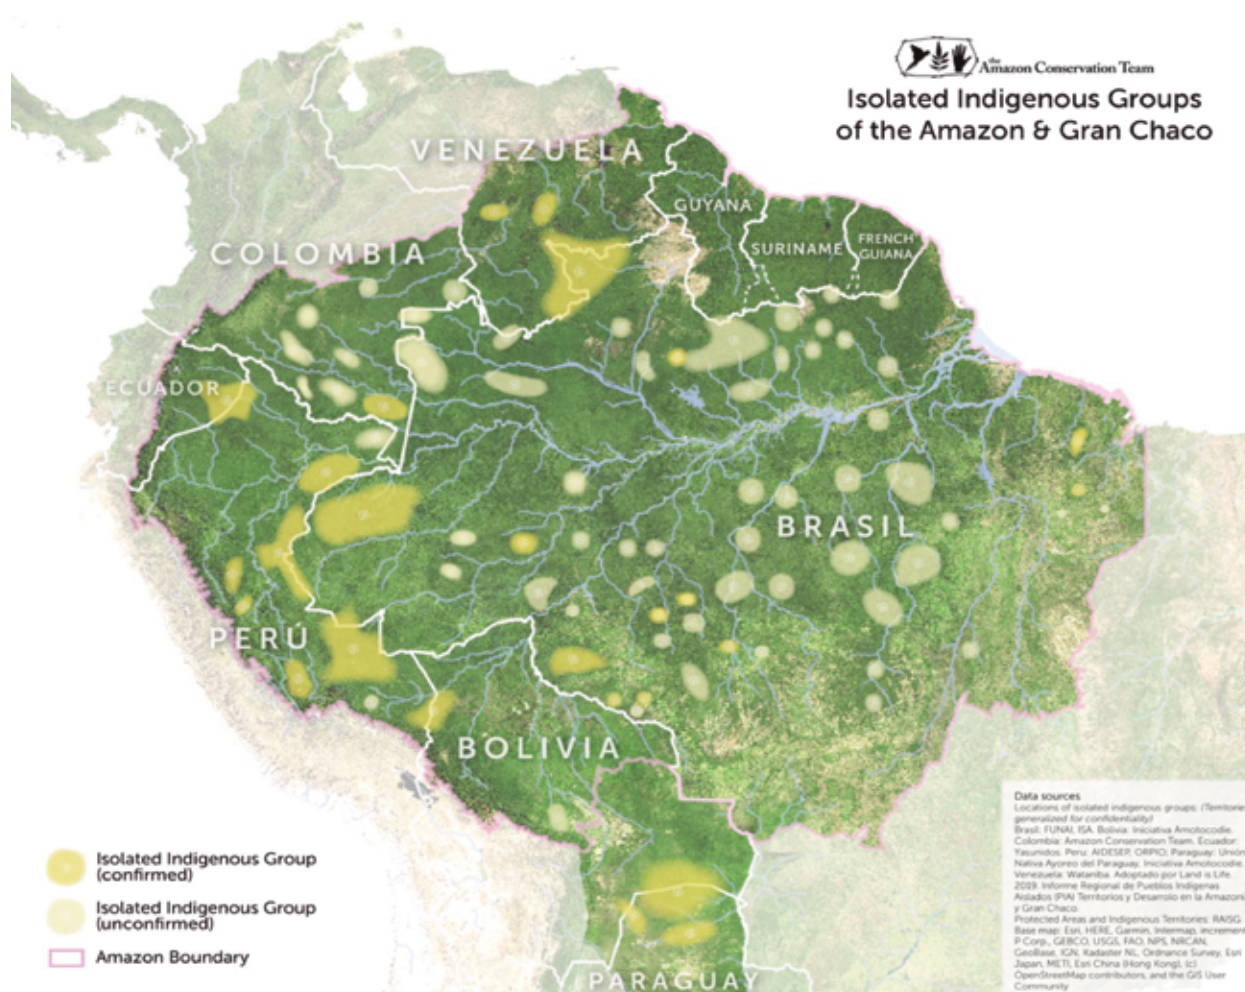 the
Amazon Conservation Team
Isolated Indigenous Groups
of the Amazon & Gran Chaco
VENEZUELA
GUYANA
SURINAME
FRENCH
GUIANA
COLOMBIA
ECUADOR
BRASIL
PERÚ
BOLIVIA
PARAGUAY
Isolated Indigenous Group
(confirmed)
Isolated Indigenous Group
(unconfirmed)
Amazon Boundary
Data sources
Locations of isolated indigenous groups: (Territorie
generalized for confidentiality)
Brasil: FUNAI, ISA. Bolivia: Iniciativa Amotocodie.
Colombia: Amazon Conservation Team. Ecuador:
Yasunidos. Peru: AIDESEP, ORPIO. Paraguay: Unión
Nativa Ayoreo del Paraguay, Iniciativa Amotocodie.
Venezuela: Wataniba. Adoptado por Land is Life.
2019. Informe Regional de Pueblos Indígenas
Aislados (PIA) Territorios y Desarrollo en la Amazoní
y Gran Chaco.
Protected Areas and Indigenous Territories: RAISG
Base map: Esri, HERE, Garmin, Intermap, increment
P Corp., GEBCO, USGS, FAO, NPS, NRCAN,
GeoBase, IGN, Kadaster NL, Ordnance Survey, Esri
Japan, METI, Esri China (Hong Kong), (c)
OpenStreetMap contributors, and the GIS User
Community